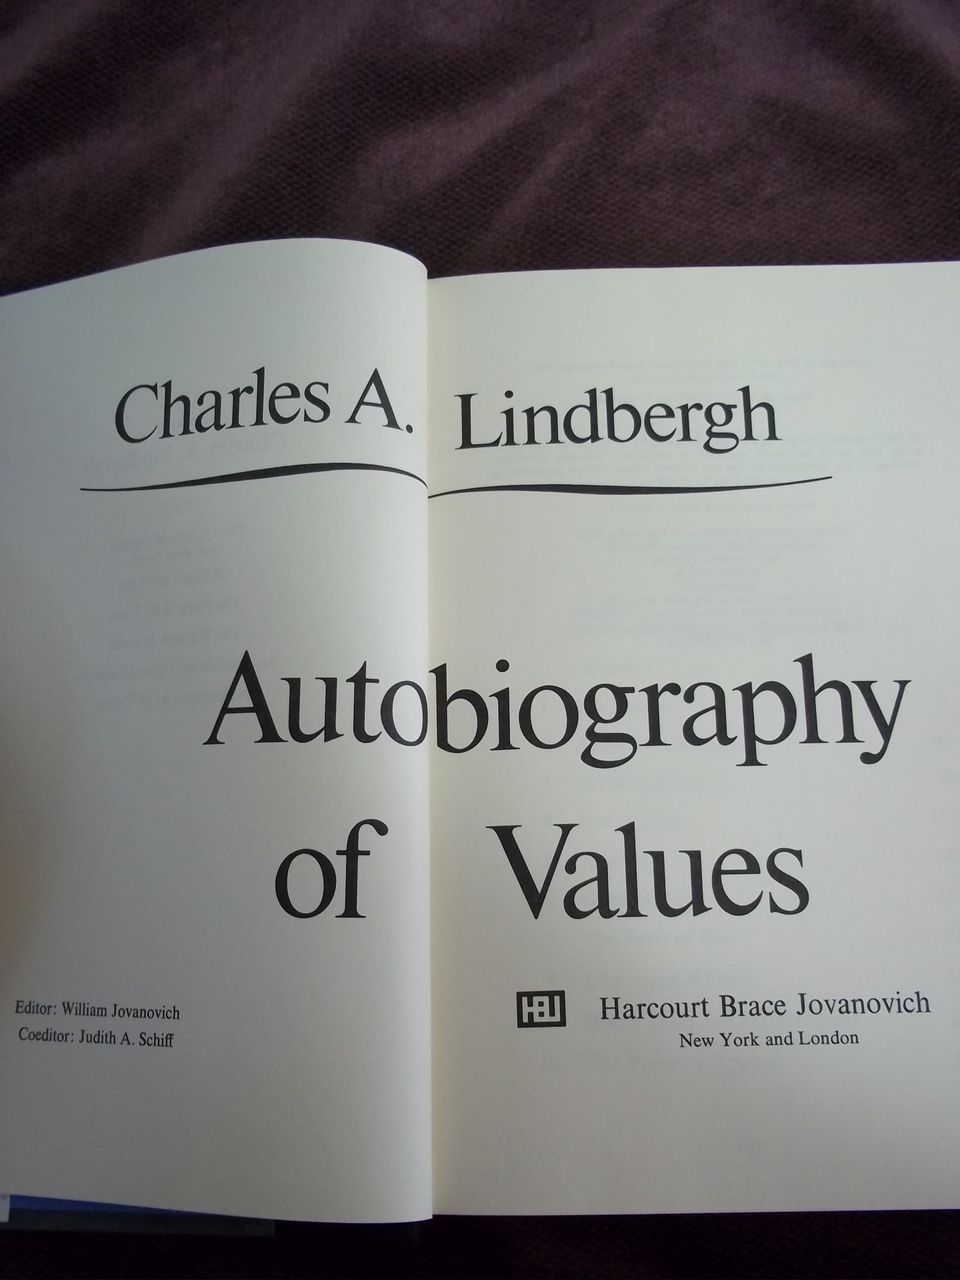 Charles A. Lindbergh
Autobiography
of Values
Editor: William Jovanovich
Coeditor: Judith A. Schiff
HBJ Harcourt Brace Jovanovich
New York and London